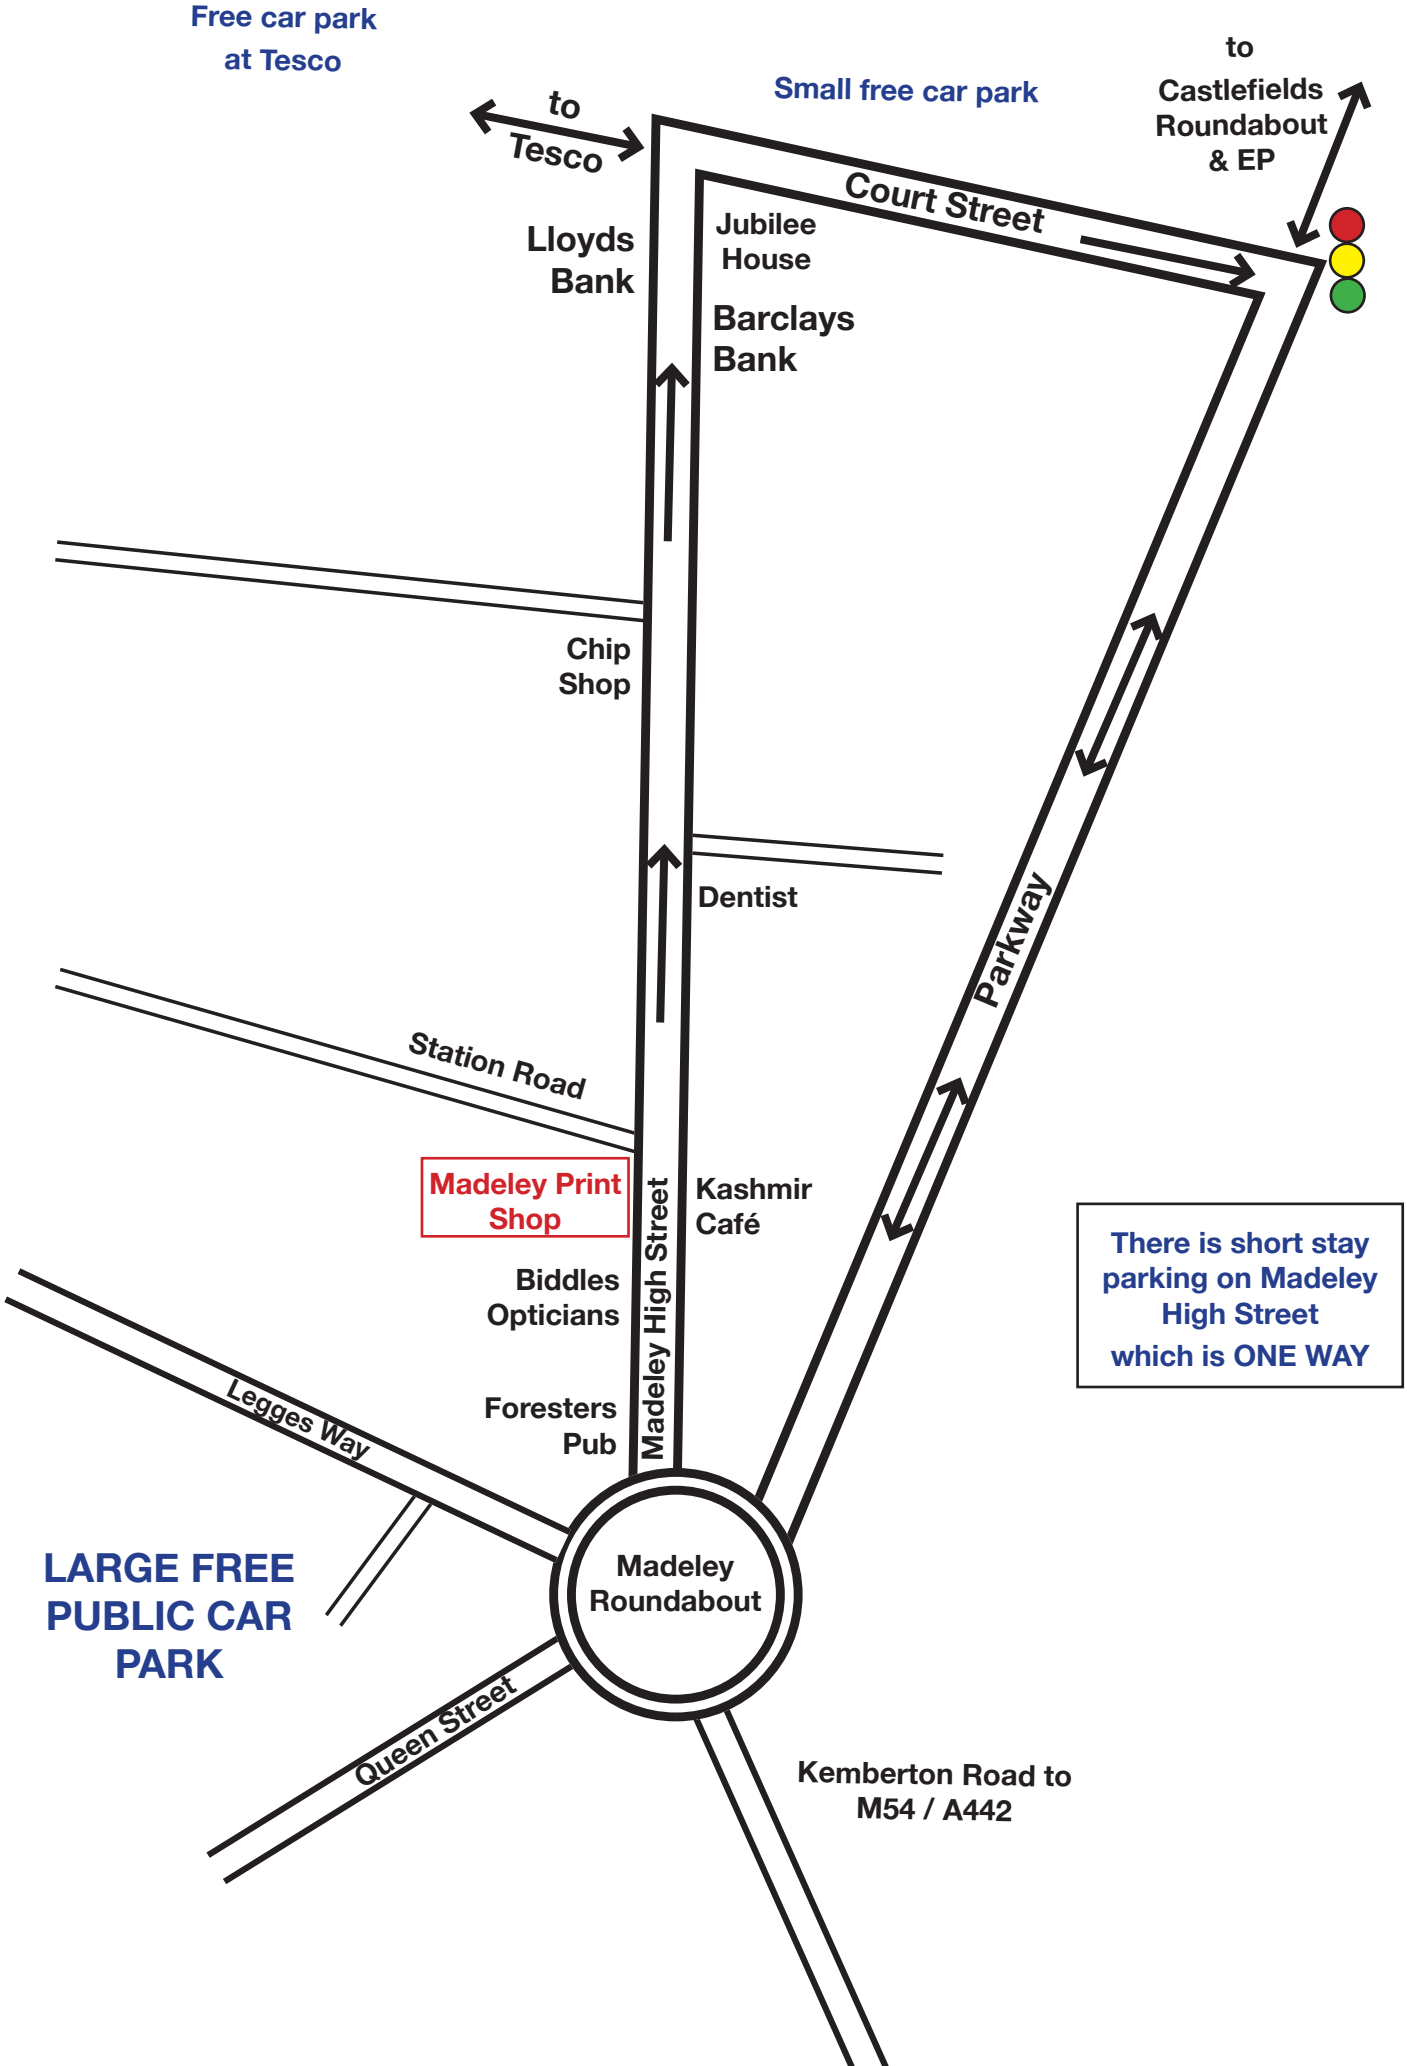 Free car park
at Tesco
to
Tesco
Small free car park
to
Castlefields
Roundabout
& EP
Court Street
Lloyds
Bank
Jubilee
House
Barclays
Bank
Chip
Shop
Dentist
Parkway
Station Road
Madeley Print
Shop
Kashmir
Café
Madeley High Street
Biddles
Opticians
There is short stay
parking on Madeley
High Street
which is ONE WAY
Foresters
Pub
Legges Way
Madeley
Roundabout
LARGE FREE
PUBLIC CAR
PARK
Queen Street
Kemberton Road to
M54 / A442